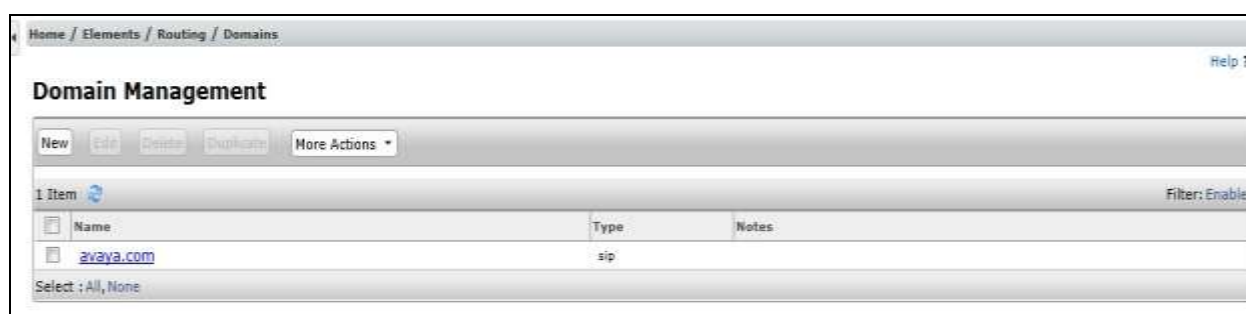 Home / Elements / Routing / Domains
Help ?
Domain Management
New Edit Delete Duplicate More Actions
1 Item Filter: Enable
Name Type Notes
avaya.com sip
Select : All, None